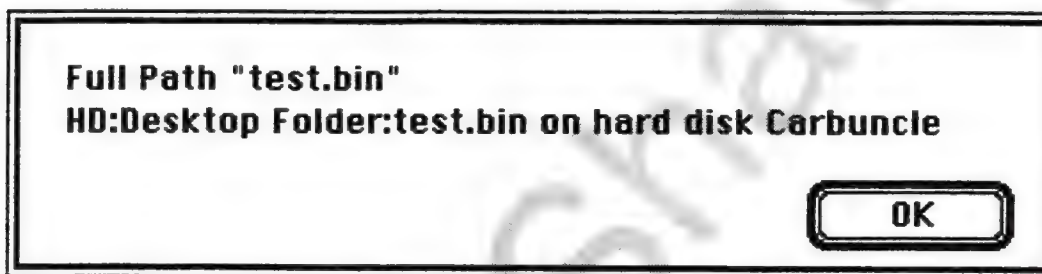 Full Path "test.bin"
HD:Desktop Folder:test.bin on hard disk Carbuncle
OK